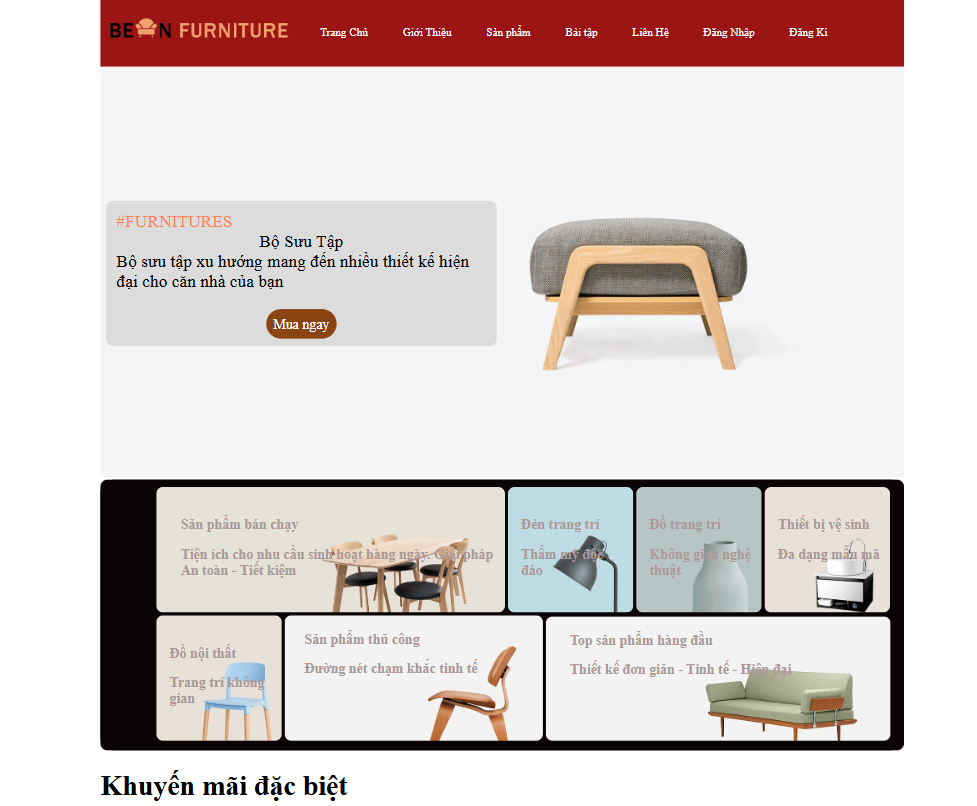 BEAN FURNITURE
Trang Chủ Giới Thiệu Sản phẩm Bài tập Liên Hệ Đăng Nhập Đăng Kí
#FURNITURES
Bộ Sưu Tập
Bộ sưu tập xu hướng mang đến nhiều thiết kế hiện
đại cho căn nhà của bạn
Mua ngay
Sản phẩm bán chạy
Tiện ích cho nhu cầu sinh hoạt hàng ngày. Giải pháp
An toàn - Tiết kiệm
Đèn trang trí
Thẩm mỹ độc
đáo
Đồ trang trí
Không gian nghệ
thuật
Thiết bị vệ sinh
Đa dạng mẫu mã
Đồ nội thất
Trang trí không
gian
Sản phẩm thủ công
Đường nét chạm khắc tinh tế
Top sản phẩm hàng đầu
Thiết kế đơn giản - Tinh tế - Hiện đại
Khuyến mãi đặc biệt